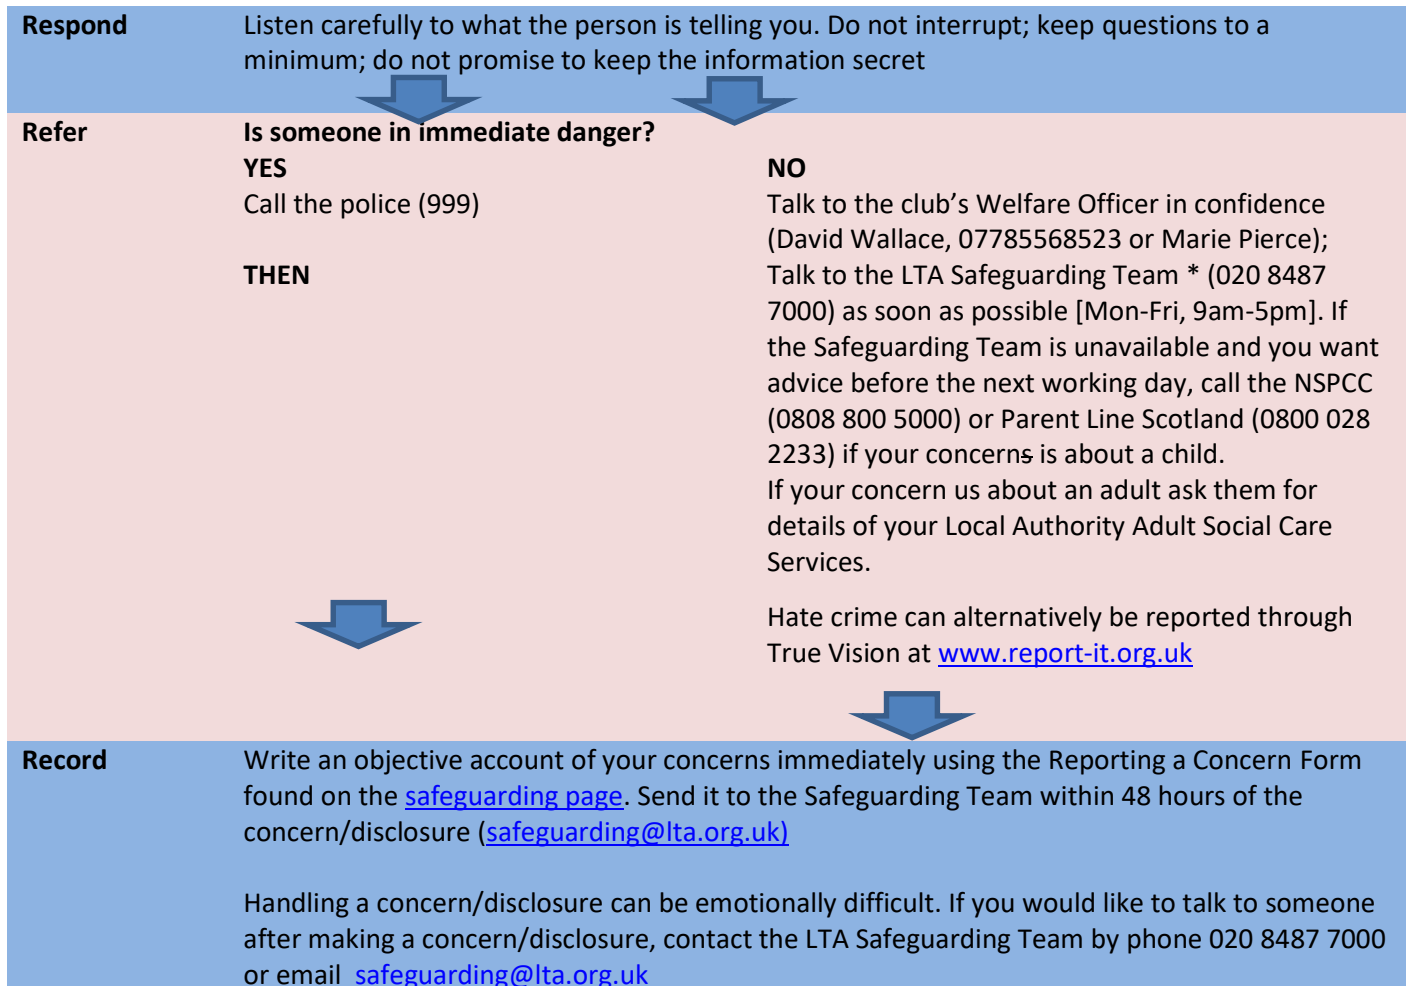 Respond
Listen carefully to what the person is telling you. Do not interrupt; keep questions to a
minimum; do not promise to keep the information secret
Refer
Is someone in immediate danger?
YES
Call the police (999)
THEN
NO
Talk to the club’s Welfare Officer in confidence
(David Wallace, 07785568523 or Marie Pierce);
Talk to the LTA Safeguarding Team * (020 8487
7000) as soon as possible [Mon-Fri, 9am-5pm]. If
the Safeguarding Team is unavailable and you want
advice before the next working day, call the NSPCC
(0808 800 5000) or Parent Line Scotland (0800 028
2233) if your concerns is about a child.
If your concern us about an adult ask them for
details of your Local Authority Adult Social Care
Services.
Hate crime can alternatively be reported through
True Vision at www.report-it.org.uk
Record
Write an objective account of your concerns immediately using the Reporting a Concern Form
found on the safeguarding page. Send it to the Safeguarding Team within 48 hours of the
concern/disclosure (safeguarding@lta.org.uk)
Handling a concern/disclosure can be emotionally difficult. If you would like to talk to someone
after making a concern/disclosure, contact the LTA Safeguarding Team by phone 020 8487 7000
or email safeguarding@lta.org.uk